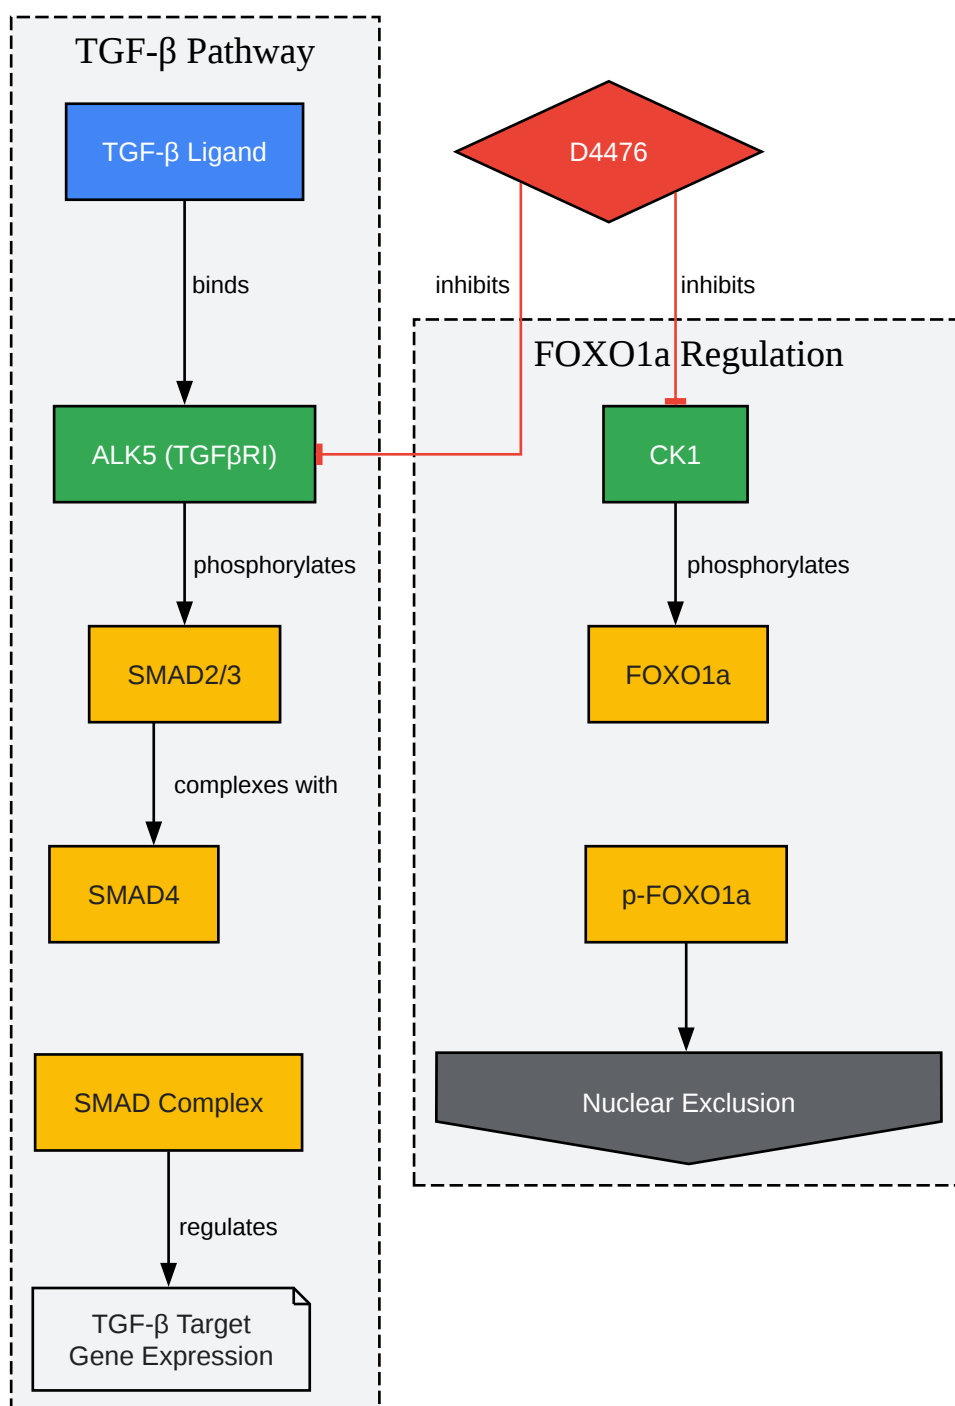 TGF-β Pathway
TGF-β Ligand
binds
ALK5 (TGFβRI)
phosphorylates
SMAD2/3
complexes with
SMAD4
SMAD Complex
regulates
TGF-β Target
Gene Expression
D4476
inhibits
inhibits
FOXO1a Regulation
CK1
phosphorylates
FOXO1a
p-FOXO1a
Nuclear Exclusion